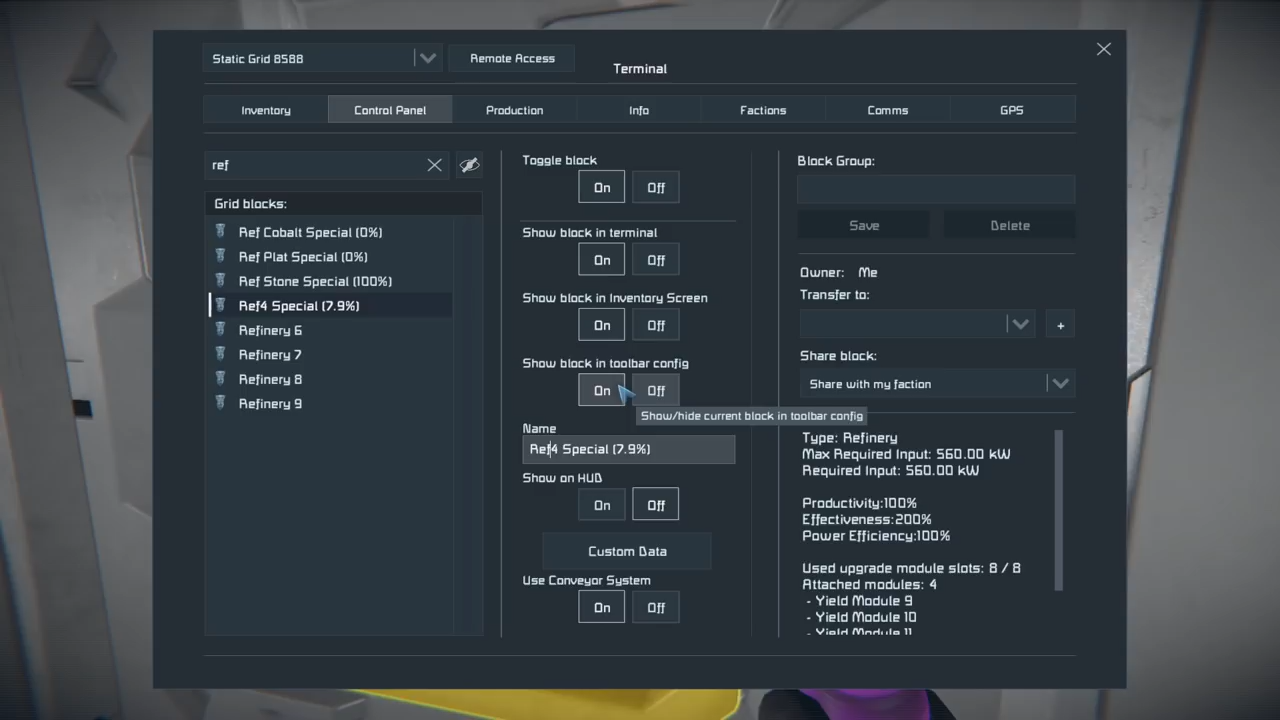 Static Grid 8588
Remote Access
Terminal
Inventory
Control Panel
Production
Info
Factions
Comms
GPS
ref
Grid blocks:
Ref Cobalt Special (0%)
Ref Plat Special (0%)
Ref Stone Special (100%)
Ref4 Special (7.9%)
Refinery 6
Refinery 7
Refinery 8
Refinery 9
Toggle block
On Off
Show block in terminal
On Off
Show block in Inventory Screen
On Off
Show block in toolbar config
On Off
Show/hide current block in toolbar config
Name
Ref4 Special (7.9%)
Show on HUD
On Off
Custom Data
Use Conveyor System
On Off
Block Group:
Save Delete
Owner: Me
Transfer to:
+
Share block:
Share with my faction
Type: Refinery
Max Required Input: 560.00 kW
Required Input: 560.00 kW
Productivity:100%
Effectiveness:200%
Power Efficiency:100%
Used upgrade module slots: 8 / 8
Attached modules: 4
- Yield Module 9
- Yield Module 10
- Yield Module 11